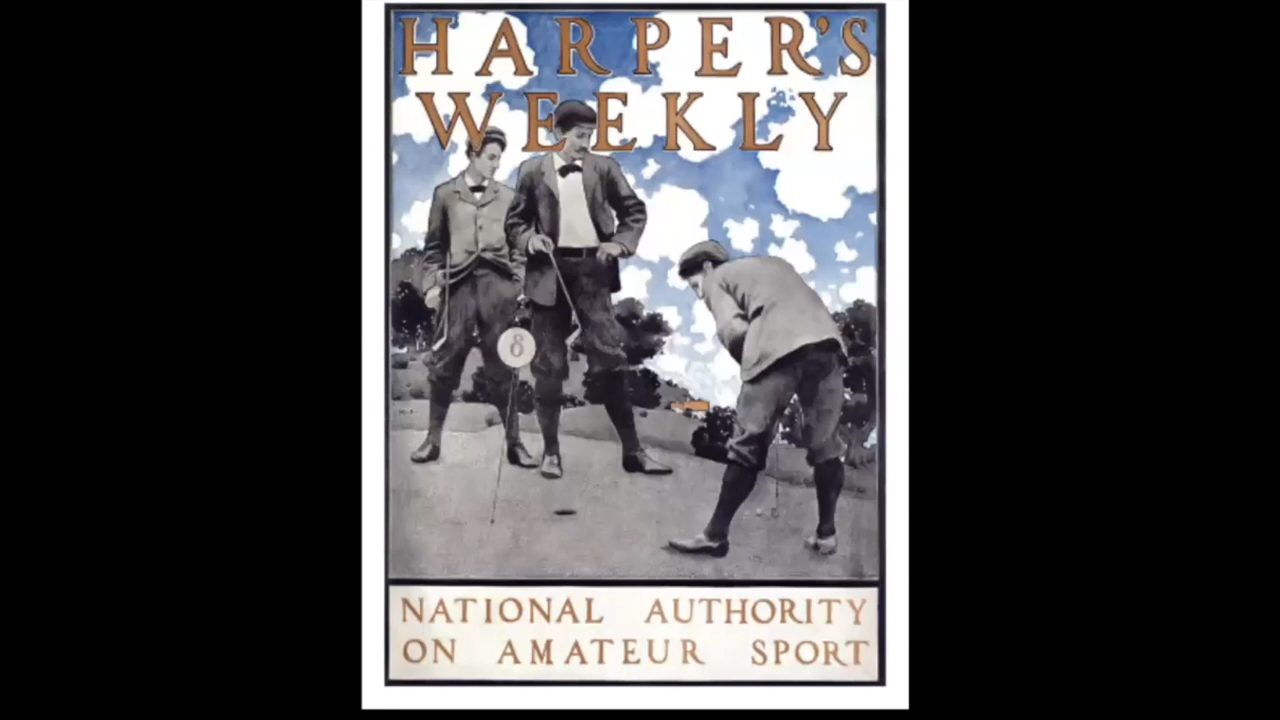 HARPER'S
WEEKLY
8
NATIONAL AUTHORITY
ON AMATEUR SPORT